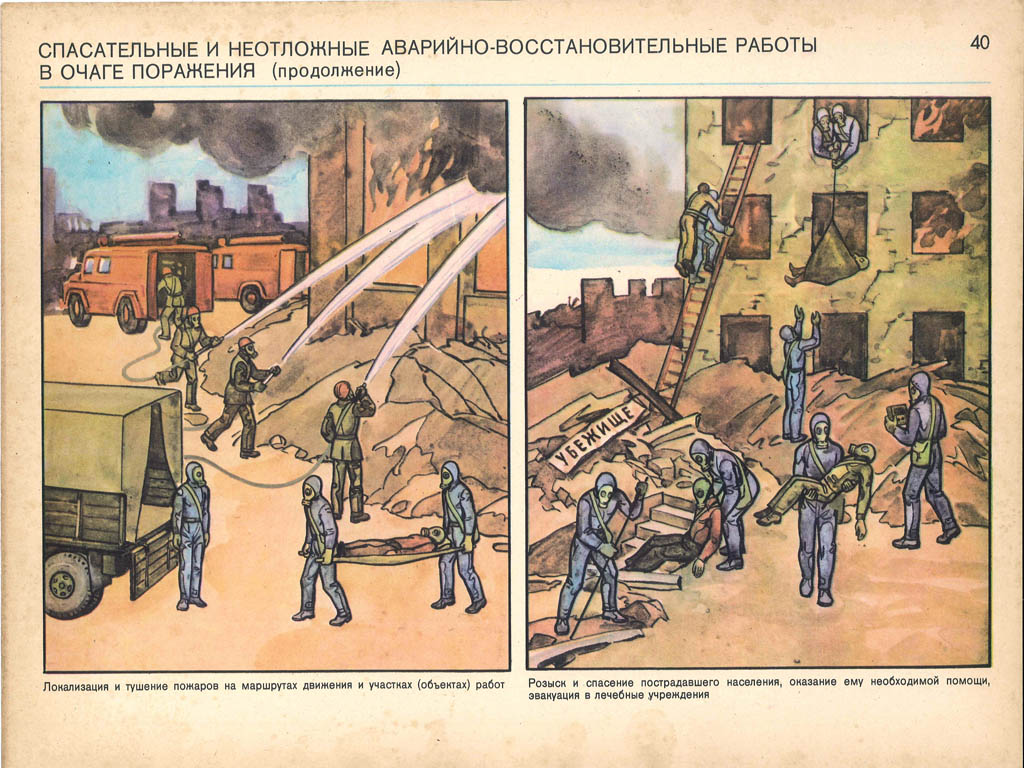 СПАСАТЕЛЬНЫЕ И НЕОТЛОЖНЫЕ АВАРИЙНО-ВОССТАНОВИТЕЛЬНЫЕ РАБОТЫ
В ОЧАГЕ ПОРАЖЕНИЯ (продолжение)
40
УБЕЖИЩЕ
Локализация и тушение пожаров на маршрутах движения и участках (объектах) работ
Розыск и спасение пострадавшего населения, оказание ему необходимой помощи,
эвакуация в лечебные учреждения